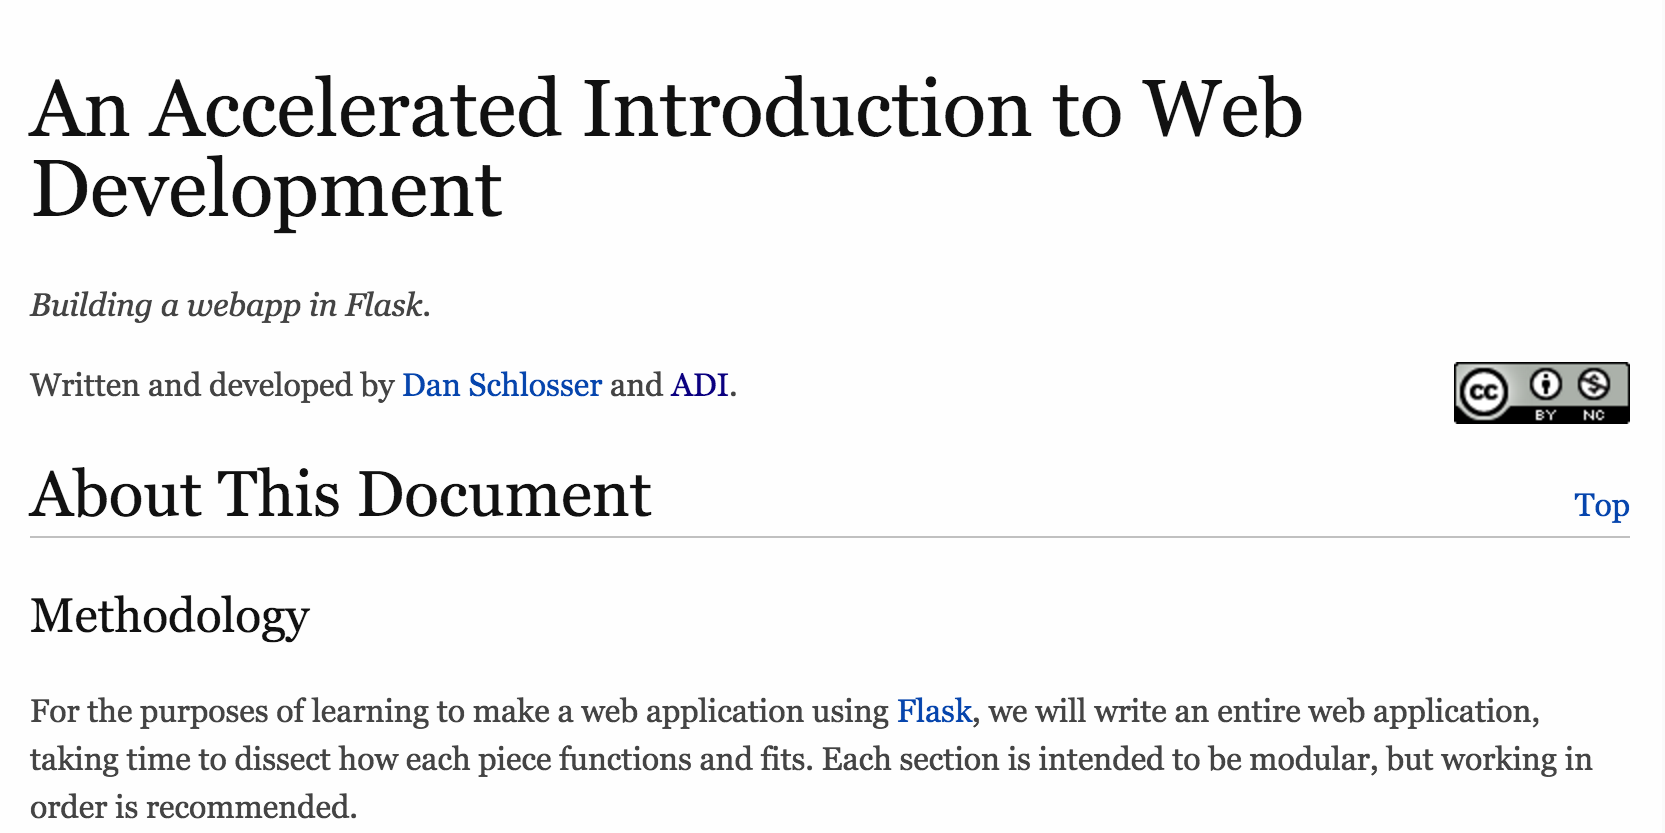 An Accelerated Introduction to Web
Development
Building a webapp in Flask.
Written and developed by Dan Schlosser and ADI.
cc BY NC
About This Document
Top
Methodology
For the purposes of learning to make a web application using Flask, we will write an entire web application,
taking time to dissect how each piece functions and fits. Each section is intended to be modular, but working in
order is recommended.